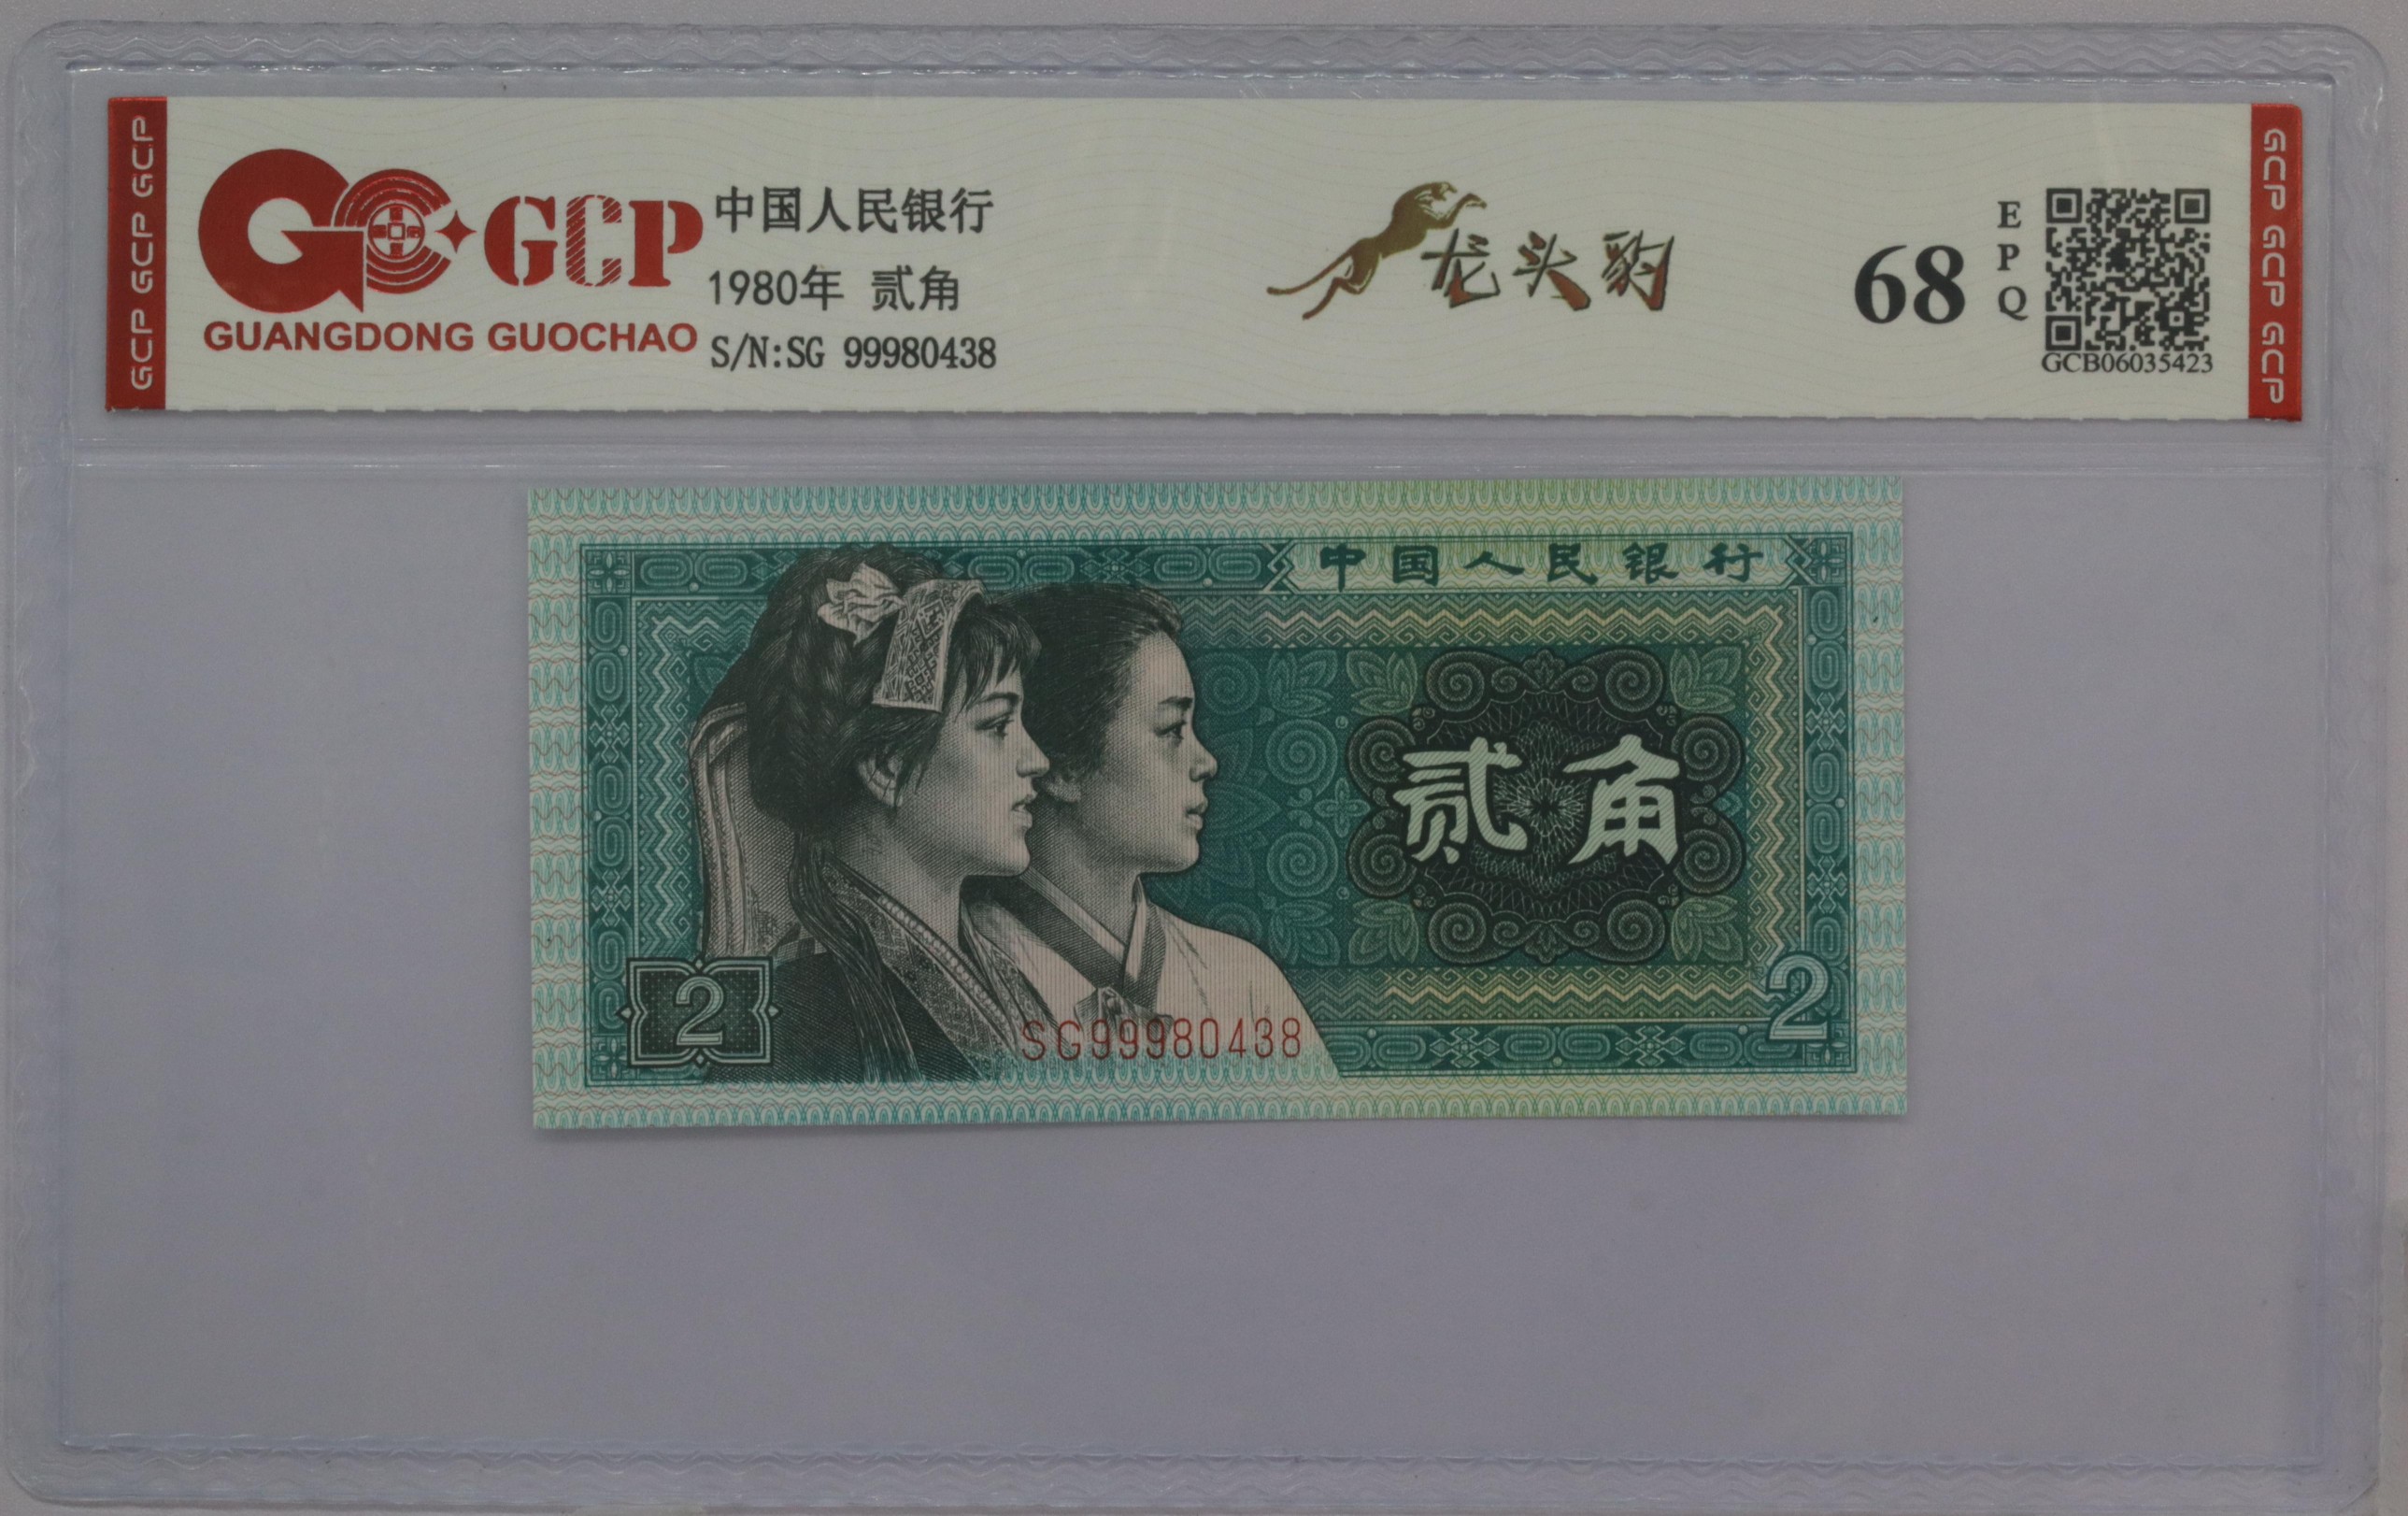 GCP GCP GCP
GCP
GUANGDONG GUOCHAO
中国人民银行
1980年 贰角
S/N:SG 99980438
龙头豹
68
EPQ
GCB06035423
GCP GCP GCP
中国人民银行
贰角
2
SG99980438
2